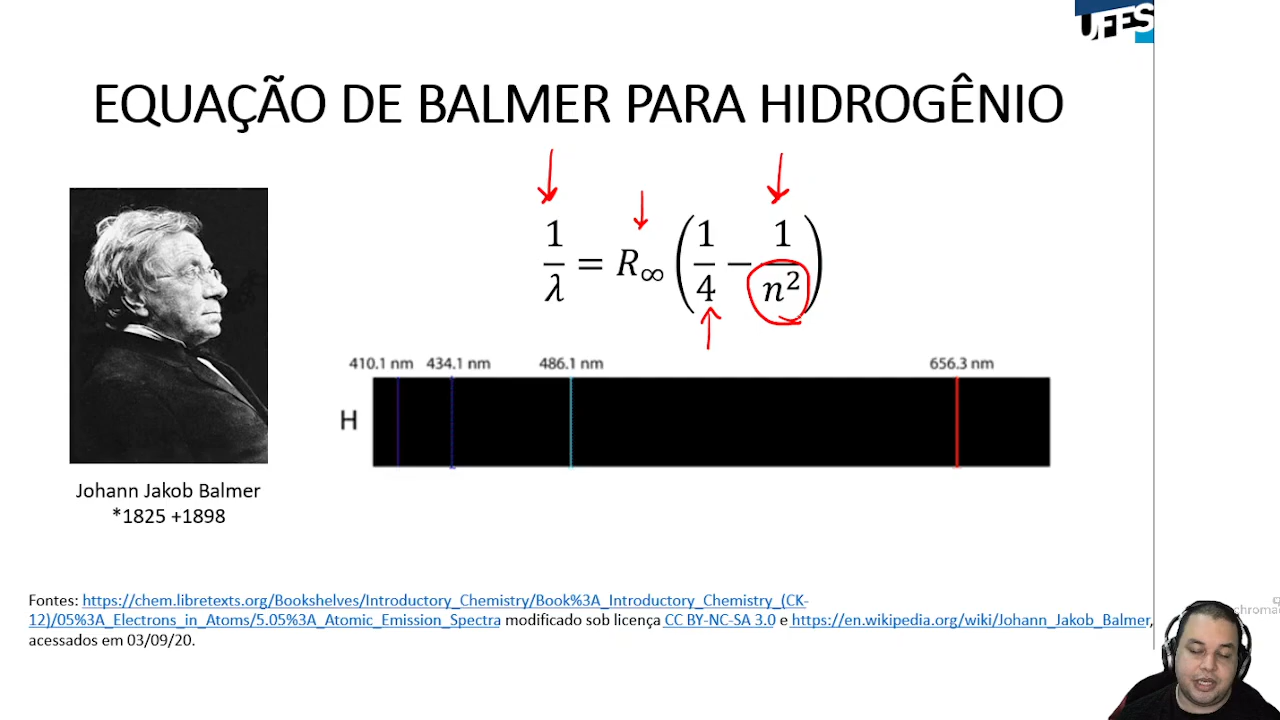 UFES
EQUAÇÃO DE BALMER PARA HIDROGÊNIO
1/λ = R∞ (1/4 − 1/n²)
410.1 nm 434.1 nm 486.1 nm 656.3 nm
H
Johann Jakob Balmer
*1825 +1898
Fontes: https://chem.libretexts.org/Bookshelves/Introductory_Chemistry/Book%3A_Introductory_Chemistry_(CK-
12)/05%3A_Electrons_in_Atoms/5.05%3A_Atomic_Emission_Spectra modificado sob licença CC BY-NC-SA 3.0 e https://en.wikipedia.org/wiki/Johann_Jakob_Balmer,
acessados em 03/09/20.